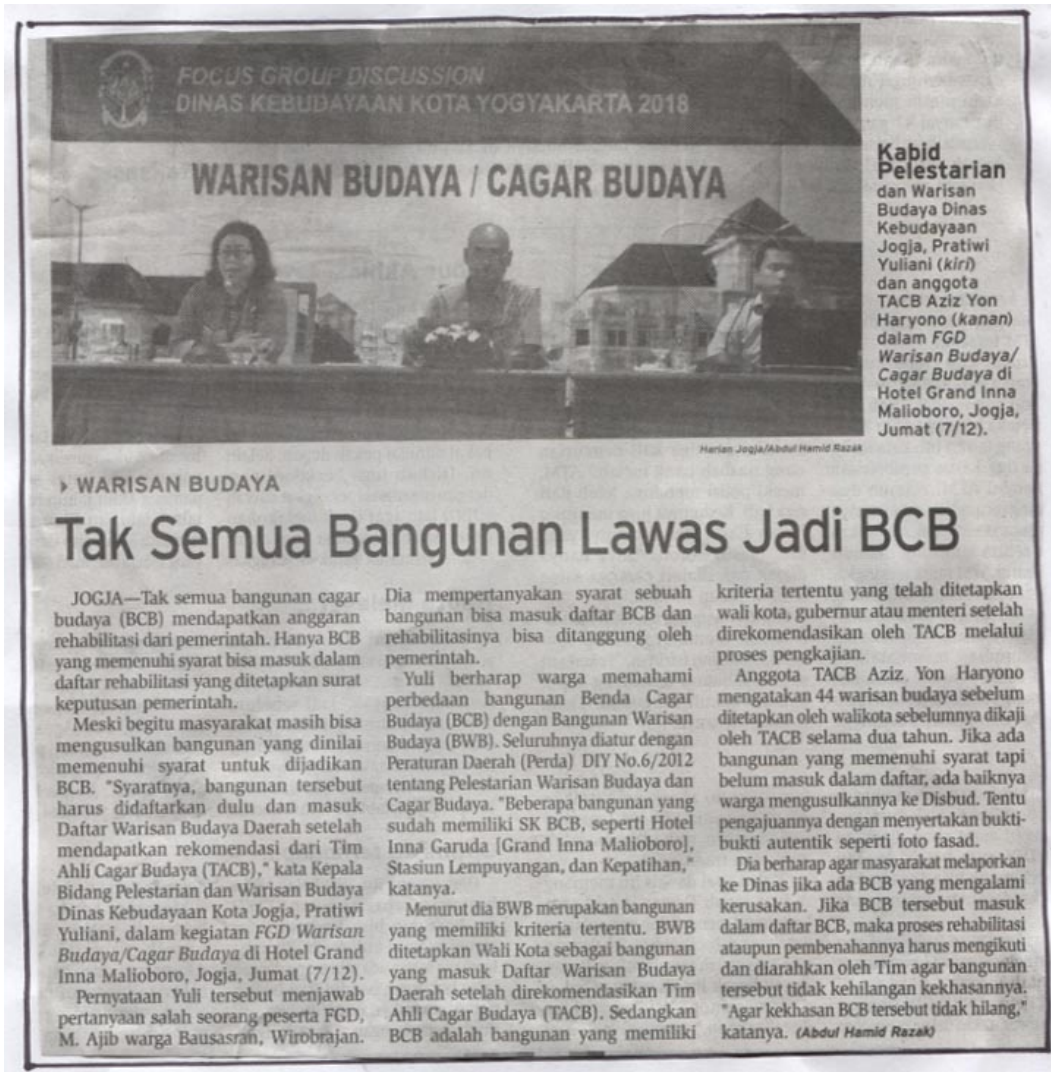 FOCUS GROUP DISCUSSION
DINAS KEBUDAYAAN KOTA YOGYAKARTA 2018
WARISAN BUDAYA / CAGAR BUDAYA
Kabid
Pelestarian
dan Warisan
Budaya Dinas
Kebudayaan
Jogja, Pratiwi
Yuliani (kiri)
dan anggota
TACB Aziz Yon
Haryono (kanan)
dalam FGD
Warisan Budaya/
Cagar Budaya di
Hotel Grand Inna
Malioboro, Jogja,
Jumat (7/12).
Harian Jogja/Abdul Hamid Razak
WARISAN BUDAYA
Tak Semua Bangunan Lawas Jadi BCB
JOGJA—Tak semua bangunan cagar
budaya (BCB) mendapatkan anggaran
rehabilitasi dari pemerintah. Hanya BCB
yang memenuhi syarat bisa masuk dalam
daftar rehabilitasi yang ditetapkan surat
keputusan pemerintah.
Meski begitu masyarakat masih bisa
mengusulkan bangunan yang dinilai
memenuhi syarat untuk dijadikan
BCB. "Syaratnya, bangunan tersebut
harus didaftarkan dulu dan masuk
Daftar Warisan Budaya Daerah setelah
mendapatkan rekomendasi dari Tim
Ahli Cagar Budaya (TACB)," kata Kepala
Bidang Pelestarian dan Warisan Budaya
Dinas Kebudayaan Kota Jogja, Pratiwi
Yuliani, dalam kegiatan FGD Warisan
Budaya/Cagar Budaya di Hotel Grand
Inna Malioboro, Jogja, Jumat (7/12).
Pernyataan Yuli tersebut menjawab
pertanyaan salah seorang peserta FGD,
M. Ajib warga Bausasran, Wirobrajan.
Dia mempertanyakan syarat sebuah
bangunan bisa masuk daftar BCB dan
rehabilitasinya bisa ditanggung oleh
pemerintah.
Yuli berharap warga memahami
perbedaan bangunan Benda Cagar
Budaya (BCB) dengan Bangunan Warisan
Budaya (BWB). Seluruhnya diatur dengan
Peraturan Daerah (Perda) DIY No.6/2012
tentang Pelestarian Warisan Budaya dan
Cagar Budaya. "Beberapa bangunan yang
sudah memiliki SK BCB, seperti Hotel
Inna Garuda [Grand Inna Malioboro],
Stasiun Lempuyangan, dan Kepatihan,"
katanya.
Menurut dia BWB merupakan bangunan
yang memiliki kriteria tertentu. BWB
ditetapkan Wali Kota sebagai bangunan
yang masuk Daftar Warisan Budaya
Daerah setelah direkomendasikan Tim
Ahli Cagar Budaya (TACB). Sedangkan
BCB adalah bangunan yang memiliki
kriteria tertentu yang telah ditetapkan
wali kota, gubernur atau menteri setelah
direkomendasikan oleh TACB melalui
proses pengkajian.
Anggota TACB Aziz Yon Haryono
mengatakan 44 warisan budaya sebelum
ditetapkan oleh walikota sebelumnya dikaji
oleh TACB selama dua tahun. Jika ada
bangunan yang memenuhi syarat tapi
belum masuk dalam daftar, ada baiknya
warga mengusulkannya ke Disbud. Tentu
pengajuannya dengan menyertakan bukti-
bukti autentik seperti foto fasad.
Dia berharap agar masyarakat melaporkan
ke Dinas jika ada BCB yang mengalami
kerusakan. Jika BCB tersebut masuk
dalam daftar BCB, maka proses rehabilitasi
ataupun pembenahannya harus mengikuti
dan diarahkan oleh Tim agar bangunan
tersebut tidak kehilangan kekhasannya.
"Agar kekhasan BCB tersebut tidak hilang,"
katanya. (Abdul Hamid Razak)